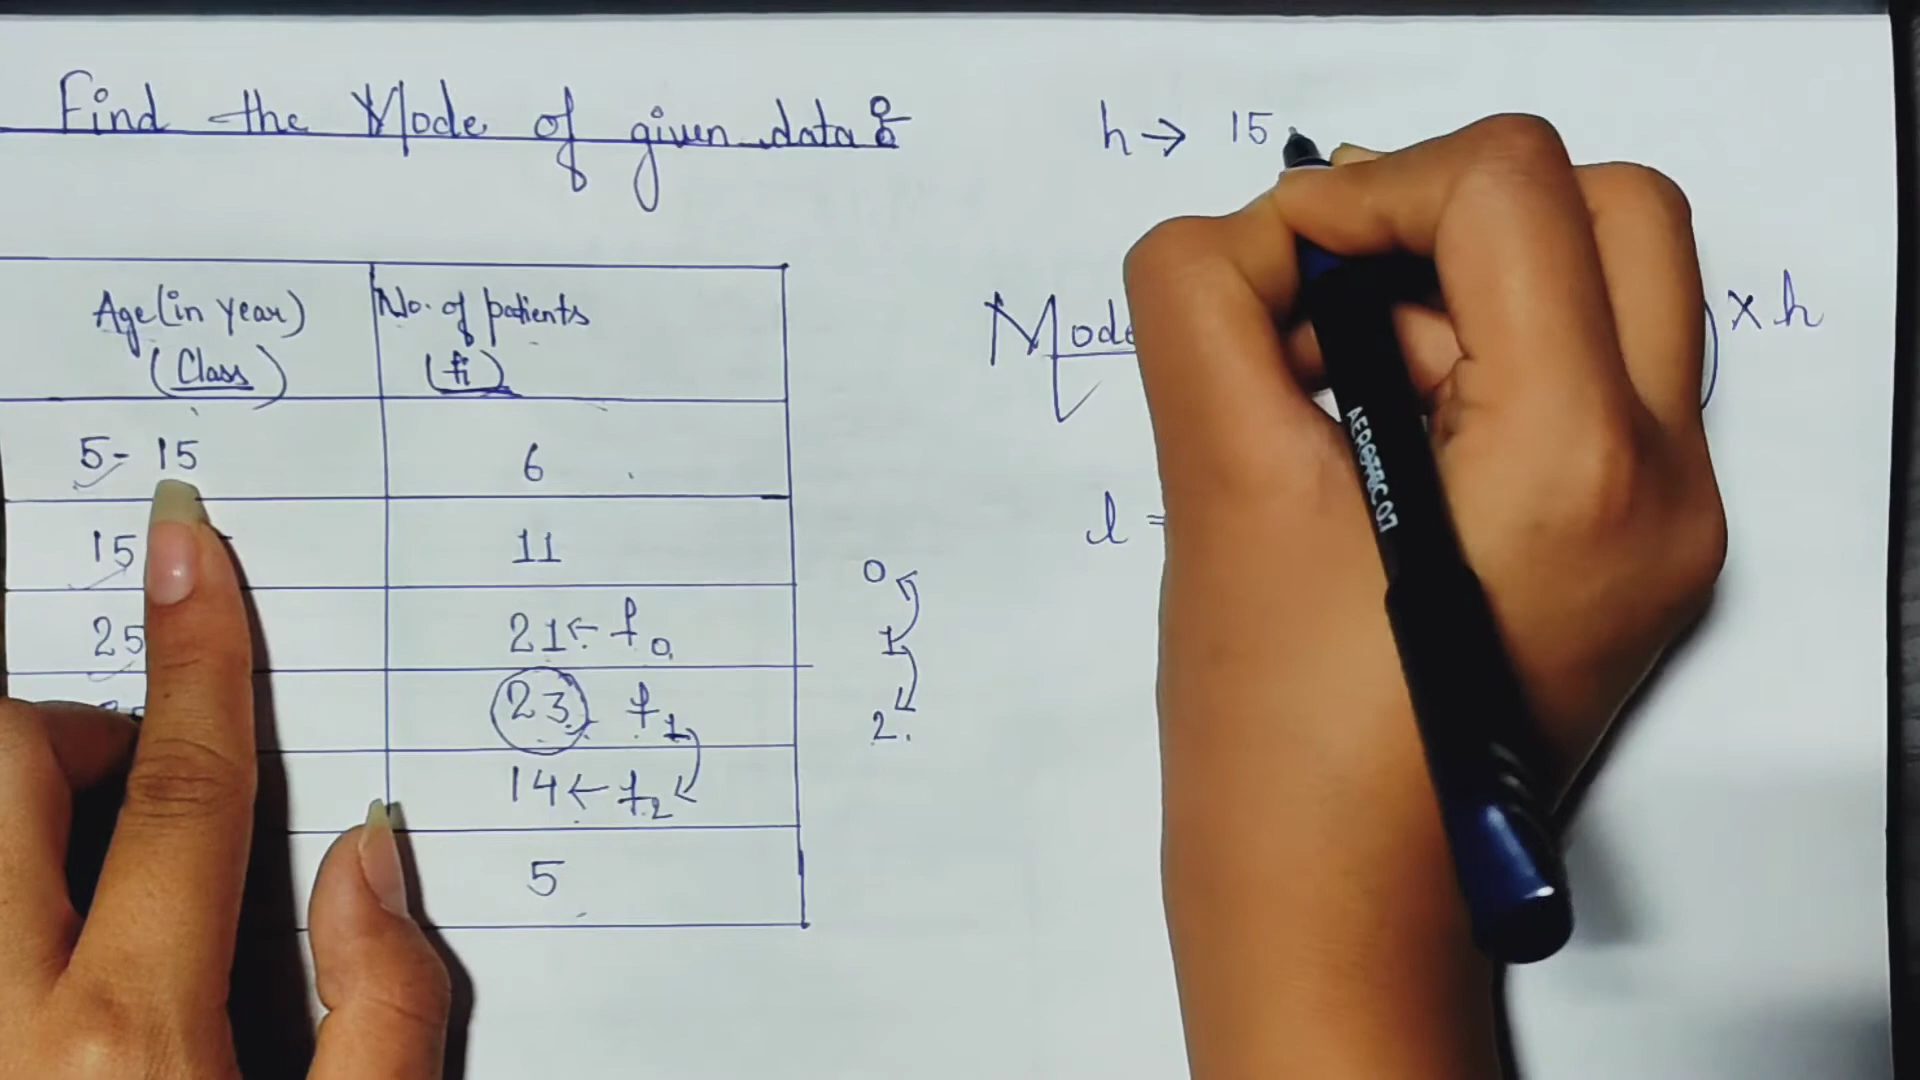 Find the Mode of given data :-
h → 15
Age (in year) No. of patients
(Class) (fi)
Mode ) × h
5 - 15 6
15 11
l =
0
25 21 ← f0
1
23 f1
2.
14 ← f2
5
AEROTEC 07